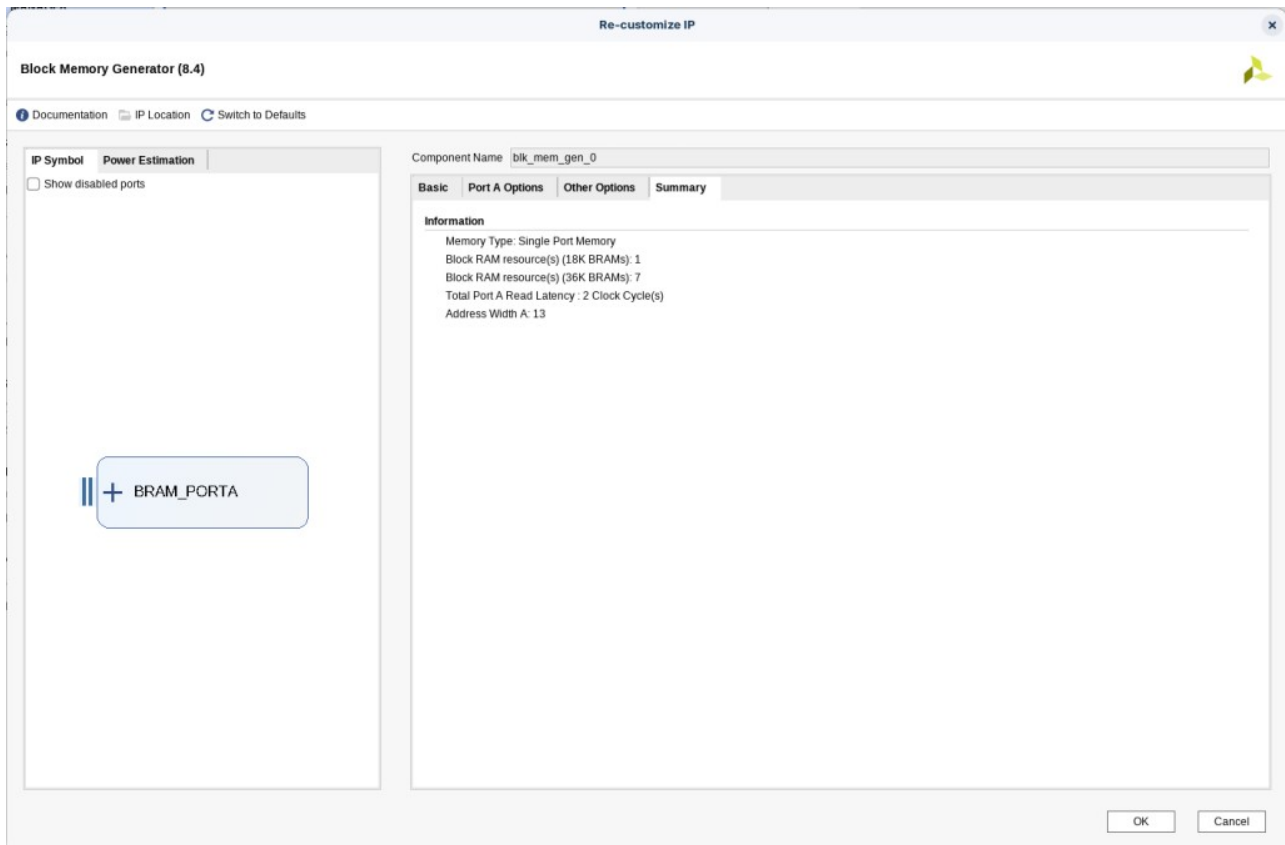 Re-customize IP
Block Memory Generator (8.4)
Documentation IP Location Switch to Defaults
IP Symbol Power Estimation
Show disabled ports
BRAM_PORTA
Component Name blk_mem_gen_0
Basic Port A Options Other Options Summary
Information
Memory Type: Single Port Memory
Block RAM resource(s) (18K BRAMs): 1
Block RAM resource(s) (36K BRAMs): 7
Total Port A Read Latency : 2 Clock Cycle(s)
Address Width A: 13
OK Cancel